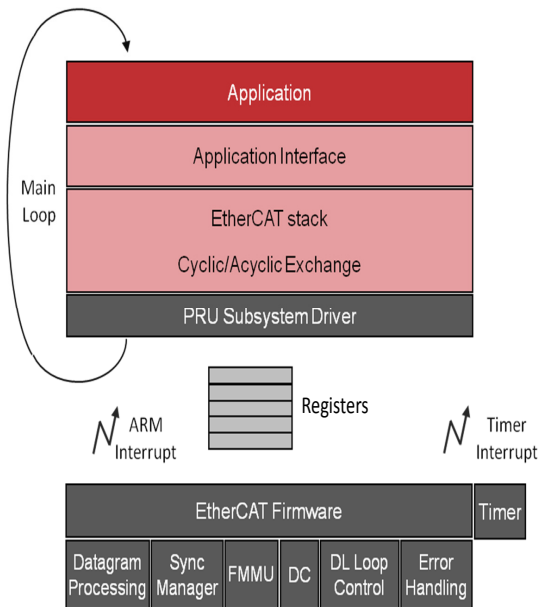 Application
Application Interface
Main
Loop
EtherCAT stack
Cyclic/Acyclic Exchange
PRU Subsystem Driver
Registers
ARM
Interrupt
Timer
Interrupt
EtherCAT Firmware
Timer
Datagram
Processing
Sync
Manager
FMMU
DC
DL Loop
Control
Error
Handling